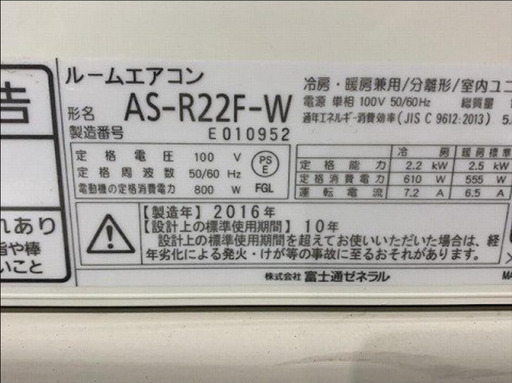 告
れあり
指や棒
いこと
ルームエアコン
形名 AS-R22F-W
製造番号 E010952
冷房・暖房兼用/分離形/室内ユニ
電源 単相 100V 50/60Hz 総質量
通年エネルギー消費効率(JIS C 9612:2013) 5.
定格電圧 100 V
定格周波数 50/60 Hz
電動機の定格消費電力 800 W
PS
E
FGL
冷房 暖房標準
定格能力 2.2 kW 2.5 kW
定格消費電力 610 W 555 W
運転電流 7.2 A 6.5 A
【製造年】2016年
【設計上の標準使用期間】10年
設計上の標準使用期間を超えてお使いいただいた場合は、経
年劣化による発火・けが等の事故に至るおそれがあります。
株式会社 富士通ゼネラル
MA